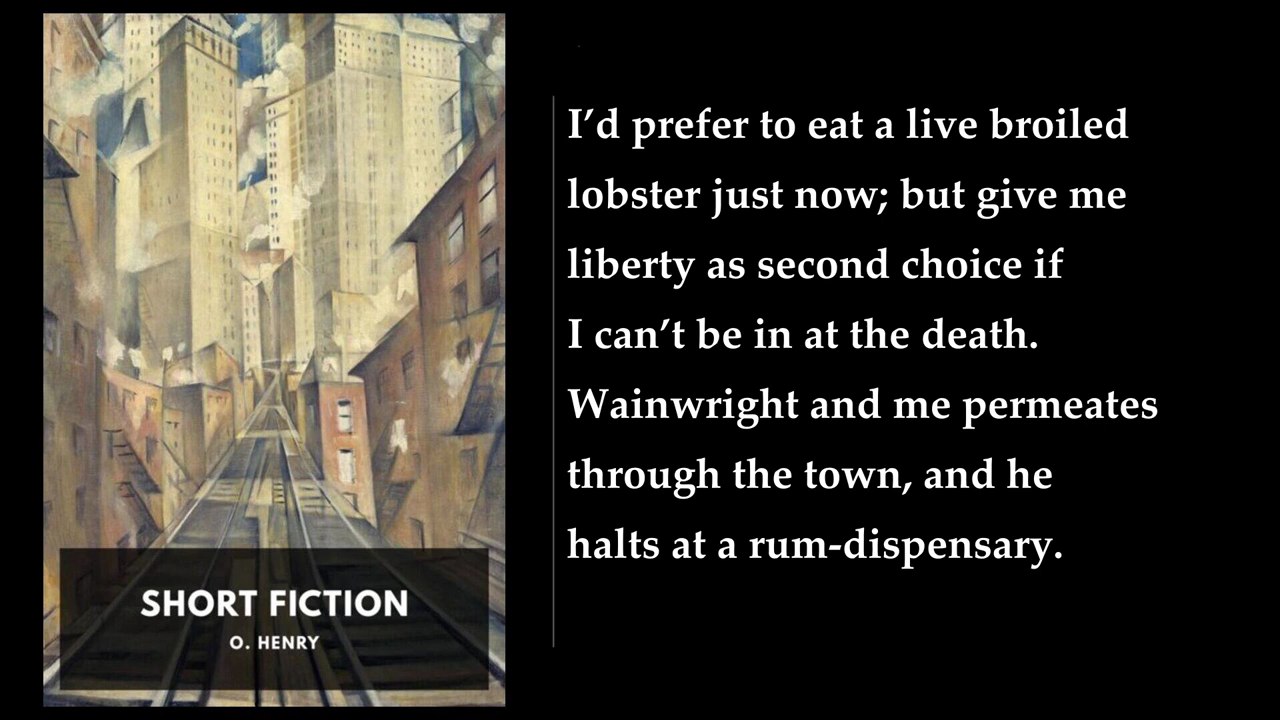 I’d prefer to eat a live broiled
lobster just now; but give me
liberty as second choice if
I can’t be in at the death.
Wainwright and me permeates
through the town, and he
halts at a rum-dispensary.
SHORT FICTION
O. HENRY